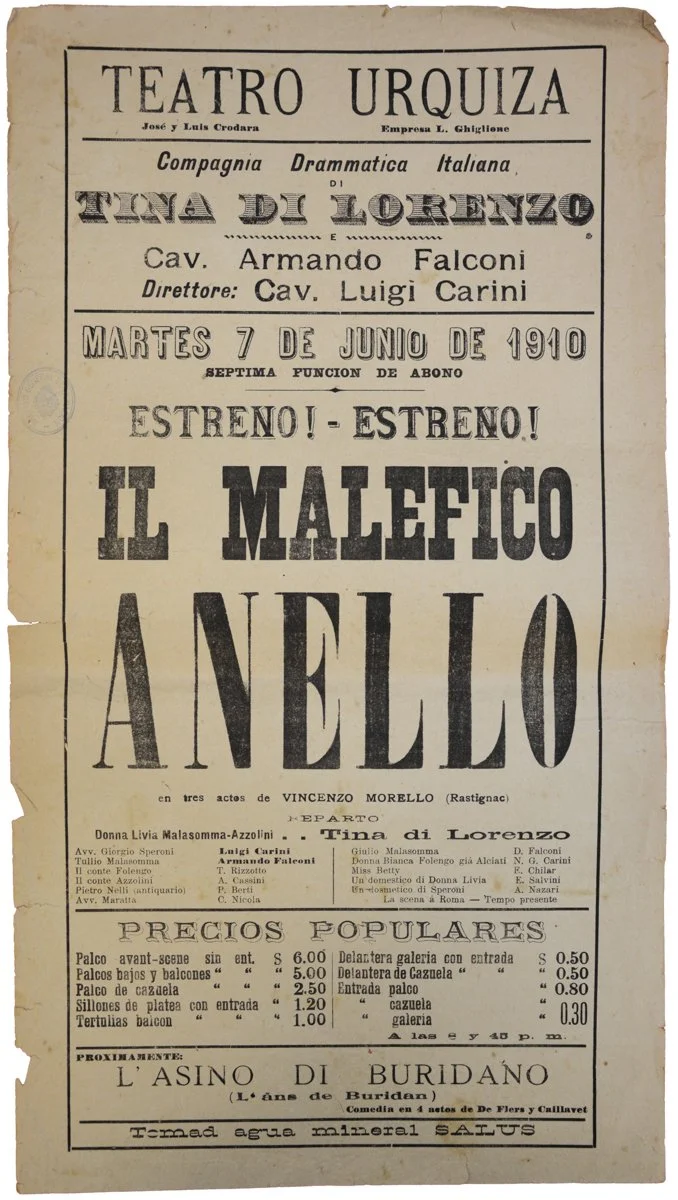 TEATRO URQUIZA
José y Luis Crodara Empresa L. Ghiglione
Compagnia Drammatica Italiana
DI
TINA DI LORENZO
E
Cav. Armando Falconi
Direttore: Cav. Luigi Carini
MARTES 7 DE JUNIO DE 1910
SEPTIMA FUNCION DE ABONO
ESTRENO! - ESTRENO!
IL MALEFICO
ANELLO
en tres actos de VINCENZO MORELLO (Rastignac)
REPARTO
Donna Livia Malasomma-Azzolini . . Tina di Lorenzo
Avv. Giorgio Speroni Luigi Carini
Tullio Malasomma Armando Falconi
Il conte Folengo T. Rizzotto
Il conte Azzolini A. Cassini
Pietro Nelli (antiquario) P. Berti
Avv. Maratta C. Nicola
Giulio Malasomma D. Falconi
Donna Bianca Folengo giá Alciati N. G. Carini
Miss Betty E. Chilar
Un domestico di Donna Livia E. Salvini
Un dosmetico di Speroni A. Nazari
La scena á Roma — Tempo presente
PRECIOS POPULARES
Palco avant-scene sin ent. $ 6.00
Palcos bajos y balcones “ “ “ 5.00
Palco de cazuela “ “ “ 2.50
Sillones de platea con entrada “ 1.20
Tertulias balcon “ “ “ 1.00
Delantera galeria con entrada $ 0.50
Delantera de Cazuela “ “ “ 0.50
Entrada palco “ 0.80
“ cazuela “
“ galeria “ 0.30
A las 8 y 45 p. m.
PROXIMAMENTE:
L' ASINO DI BURIDANO
(L' âns de Buridan)
Comedia en 4 actos de De Flers y Caillavet
Tomad agua mineral SALUS